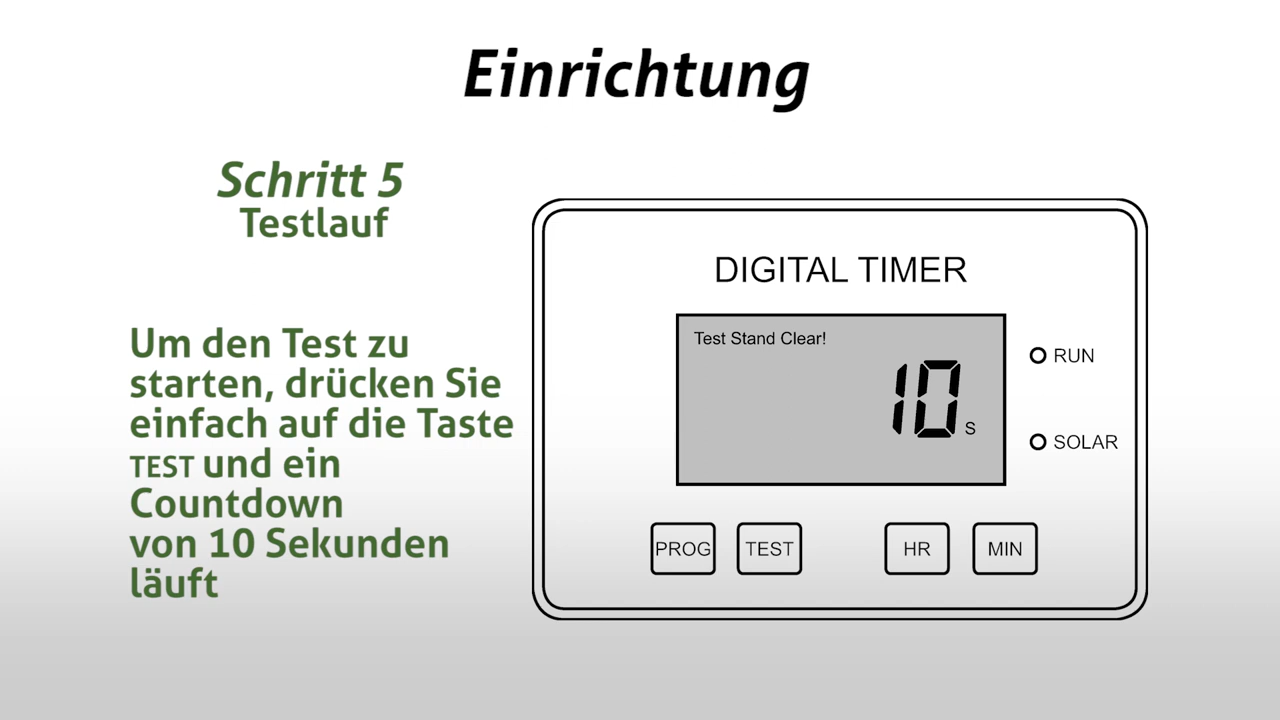 Einrichtung
Schritt 5
Testlauf
Um den Test zu
starten, drücken Sie
einfach auf die Taste
TEST und ein
Countdown
von 10 Sekunden
läuft
DIGITAL TIMER
Test Stand Clear!
10 S
RUN
SOLAR
PROG TEST HR MIN